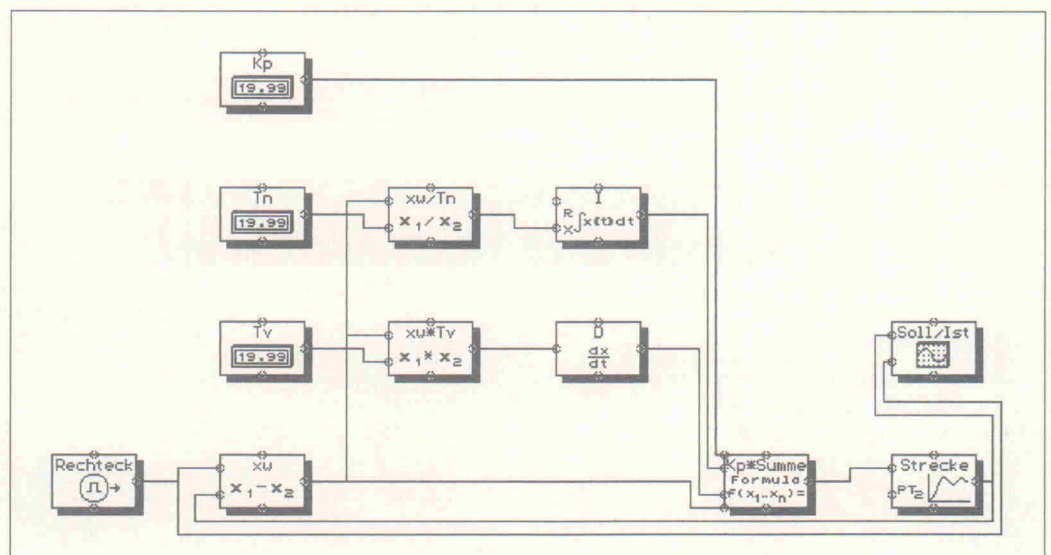 Kp
19.99
Tn
19.99
xw/Tn
x₁/x₂
I
R
X ∫x(t)dt
Tv
19.99
xw*Tv
x₁*x₂
D
dx
dt
Soll/Ist
Rechteck
xw
x₁-x₂
Kp*Summe
Formula
f(x₁..xₙ)=
Strecke
PT₂